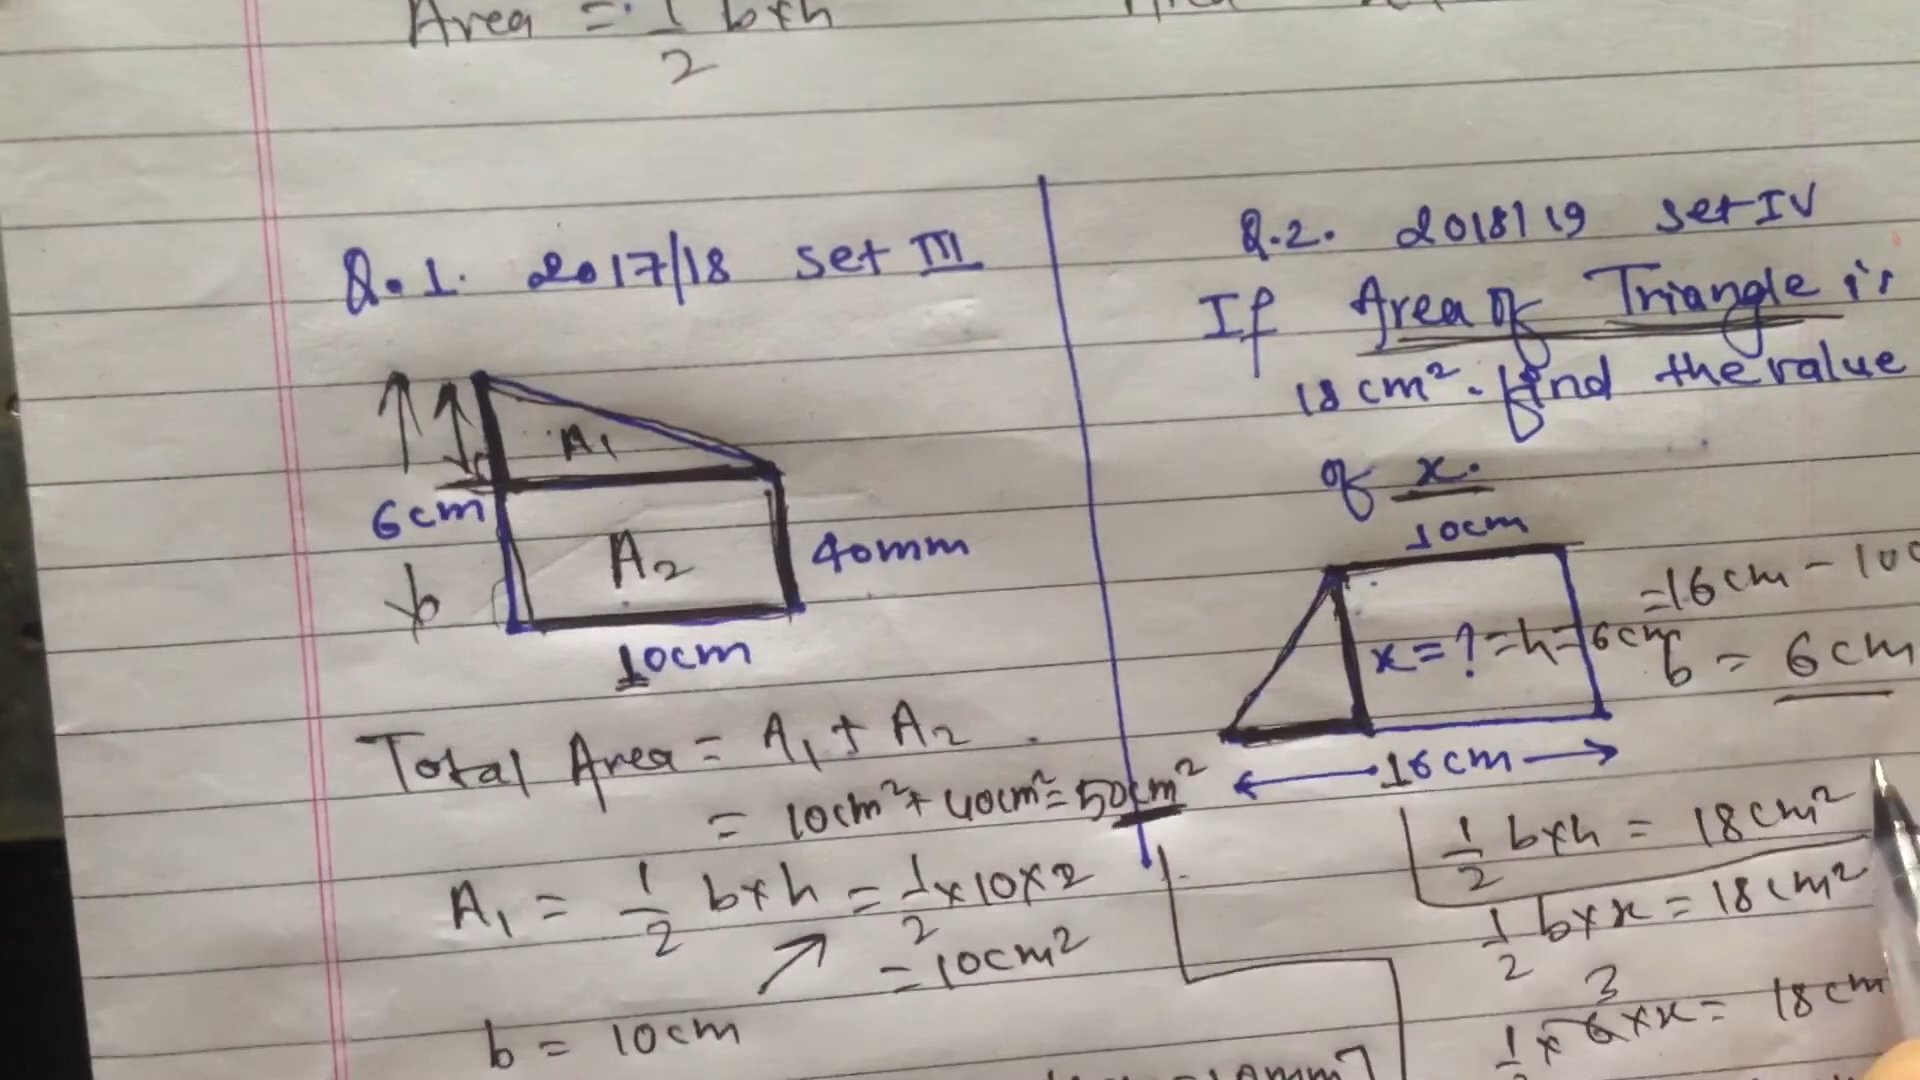 Area = 1/2 b×h
Q.1. 2017/18 Set III
A1
6cm
A2
40mm
10cm
Total Area = A1 + A2
= 10cm² + 40cm² = 50cm²
A1 = 1/2 b×h = 1/2 × 10 × 2
= 10cm²
b = 10cm
Q.2. 2018/19 set IV
If Area of Triangle is
18cm². find the value
of x.
10cm
x = ? = h = 6cm
= 16cm - 10
b = 6cm
16cm
1/2 b×h = 18cm²
1/2 b×x = 18cm²
3
1/2 × 6 × x = 18cm